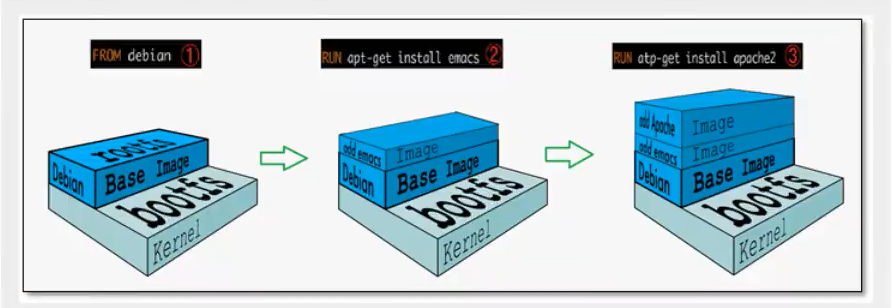 FROM debian ①
RUN apt-get install emacs ②
RUN atp-get install apache2 ③
rootfs
Debian Base Image
bootfs
Kernel
add emacs Image
Debian Base Image
bootfs
Kernel
add Apache Image
add emacs Image
Debian Base Image
bootfs
Kernel